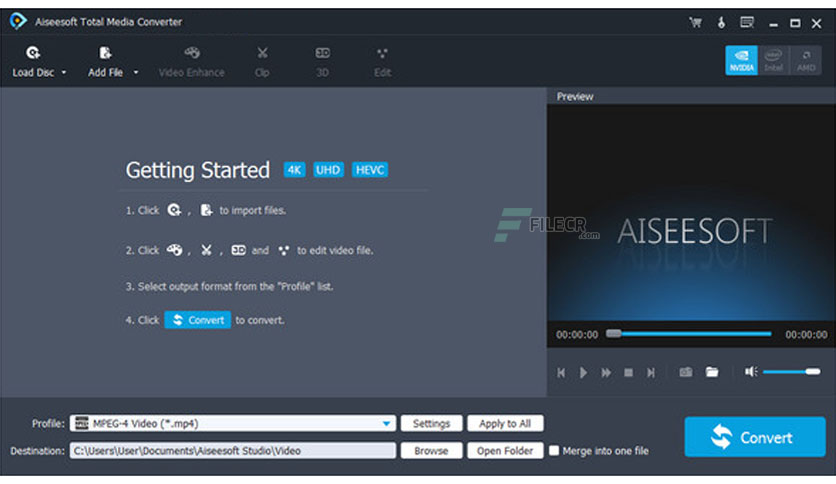 Aiseesoft Total Media Converter
Load Disc Add File Video Enhance Clip 3D Edit NVIDIA Intel AMD
Preview
Getting Started 4K UHD HEVC
1. Click , to import files.
2. Click , , 3D and to edit video file.
3. Select output format from the "Profile" list.
4. Click Convert to convert.
FILECR
.com
AISEESOFT
00:00:00 00:00:00
Profile: MPEG-4 Video (*.mp4) Settings Apply to All
Destination: C:\Users\User\Documents\Aiseesoft Studio\Video Browse Open Folder Merge into one file
Convert